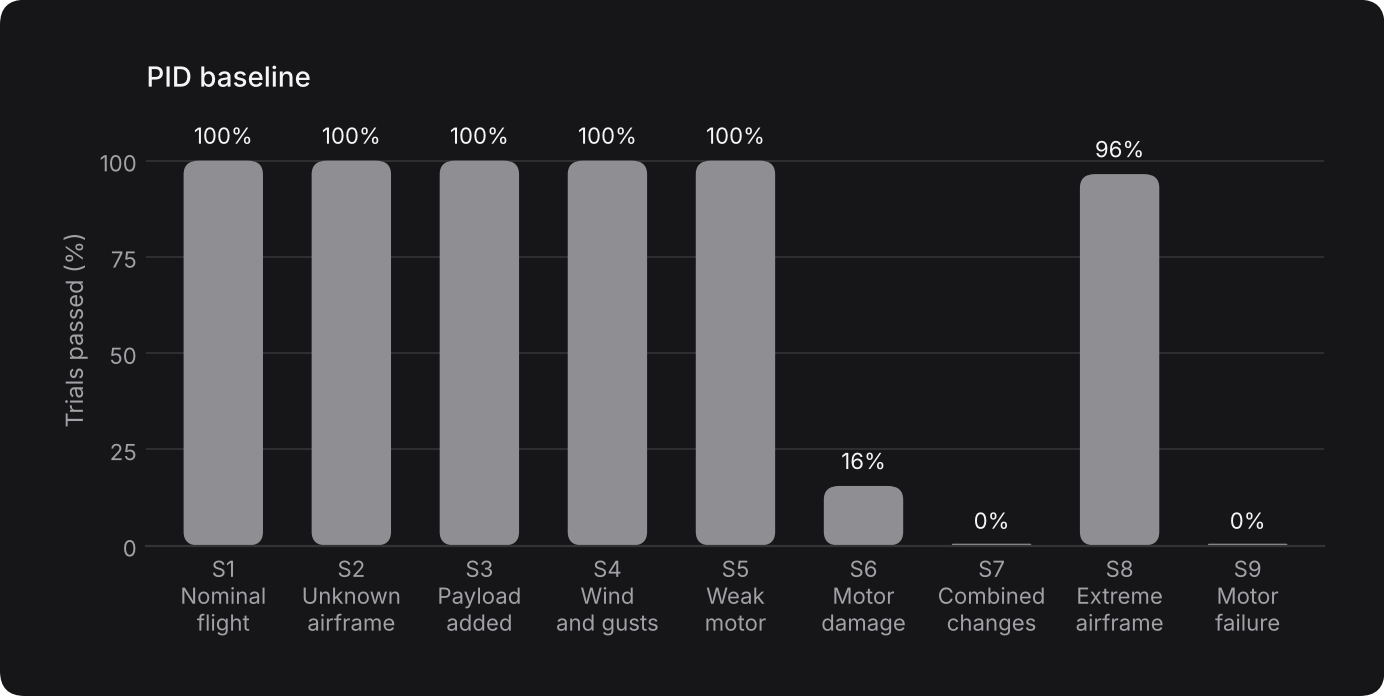 PID baseline
100% 100% 100% 100% 100% 16% 0% 96% 0%
Trials passed (%)
100
75
50
25
0
S1 S2 S3 S4 S5 S6 S7 S8 S9
Nominal Unknown Payload Wind Weak Motor Combined Extreme Motor
flight airframe added and gusts motor damage changes airframe failure